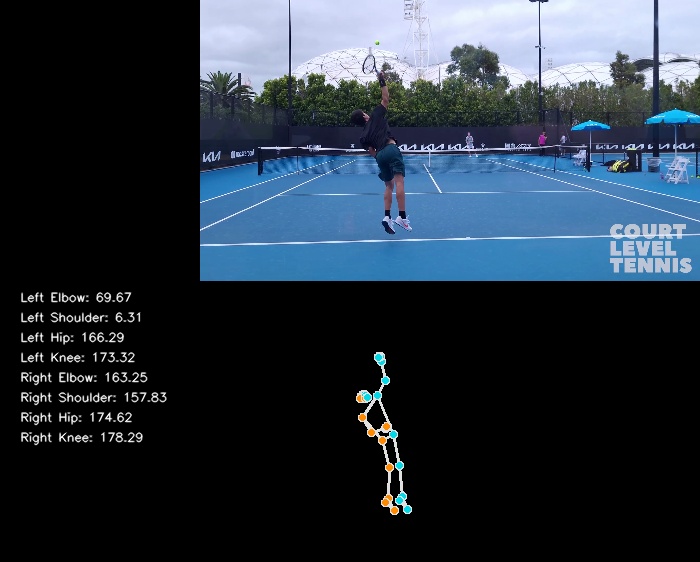 COURT
LEVEL
TENNIS
Left Elbow: 69.67
Left Shoulder: 6.31
Left Hip: 166.29
Left Knee: 173.32
Right Elbow: 163.25
Right Shoulder: 157.83
Right Hip: 174.62
Right Knee: 178.29